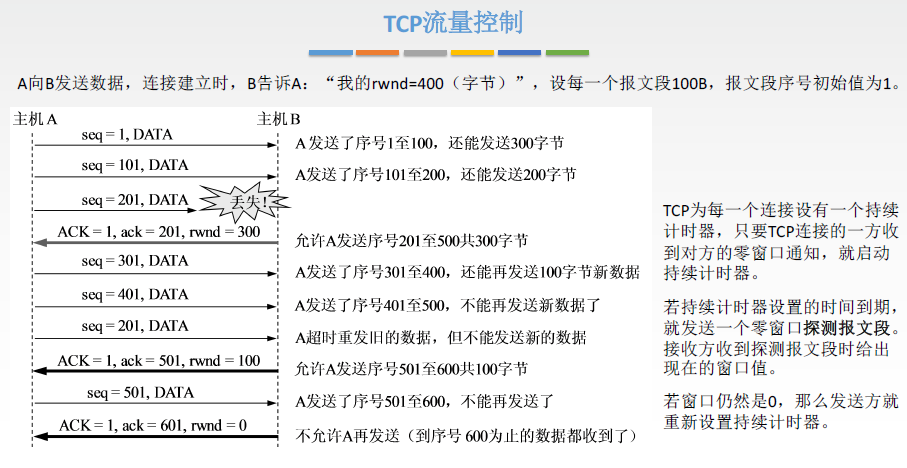 TCP流量控制
A向B发送数据，连接建立时，B告诉A：“我的rwnd=400（字节）”，设每一个报文段100B，报文段序号初始值为1。
主机A 主机B
seq = 1, DATA A发送了序号1至100，还能发送300字节
seq = 101, DATA A发送了序号101至200，还能发送200字节
seq = 201, DATA 丢失!
ACK = 1, ack = 201, rwnd = 300 允许A发送序号201至500共300字节
seq = 301, DATA A发送了序号301至400，还能再发送100字节新数据
seq = 401, DATA A发送了序号401至500，不能再发送新数据了
seq = 201, DATA A超时重发旧的数据，但不能发送新的数据
ACK = 1, ack = 501, rwnd = 100 允许A发送序号501至600共100字节
seq = 501, DATA A发送了序号501至600，不能再发送了
ACK = 1, ack = 601, rwnd = 0 不允许A再发送（到序号600为止的数据都收到了）
TCP为每一个连接设有一个持续
计时器，只要TCP连接的一方收
到对方的零窗口通知，就启动
持续计时器。
若持续计时器设置的时间到期，
就发送一个零窗口探测报文段。
接收方收到探测报文段时给出
现在的窗口值。
若窗口仍然是0，那么发送方就
重新设置持续计时器。